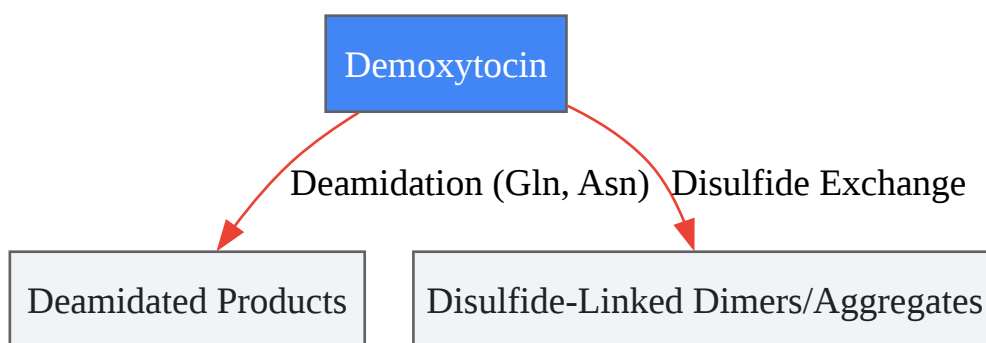 Demoxytocin
Deamidation (Gln, Asn)
Disulfide Exchange
Deamidated Products
Disulfide-Linked Dimers/Aggregates